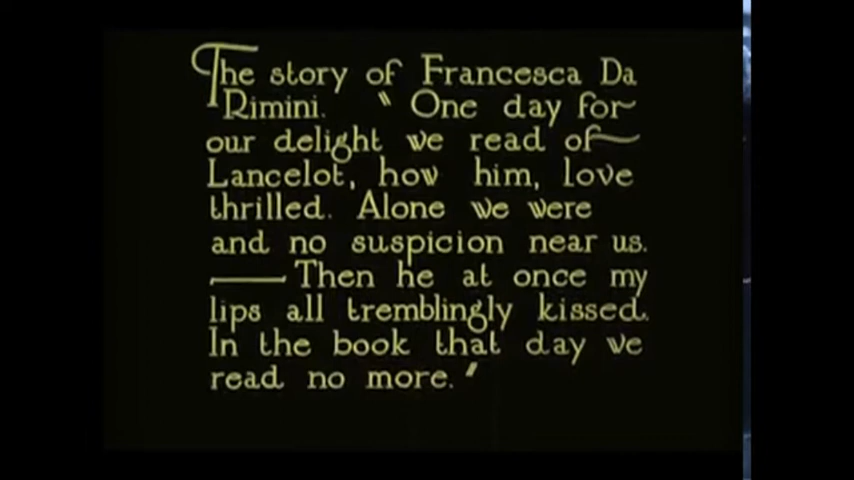 The story of Francesca Da
Rimini. " One day for
our delight we read of
Lancelot, how him, love
thrilled. Alone we were
and no suspicion near us.
—— Then he at once my
lips all tremblingly kissed.
In the book that day we
read no more."